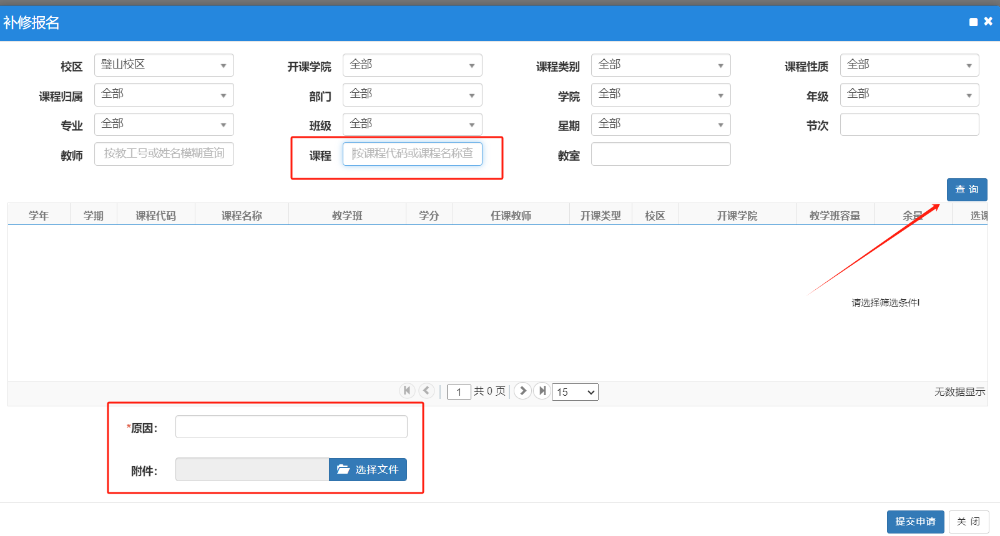 补修报名
校区 璧山校区 开课学院 全部 课程类别 全部 课程性质 全部
课程归属 全部 部门 全部 学院 全部 年级 全部
专业 全部 班级 全部 星期 全部 节次
教师 按教工号或姓名模糊查询 课程 按课程代码或课程名称查 教室
查 询
学年 学期 课程代码 课程名称 教学班 学分 任课教师 开课类型 校区 开课学院 教学班容量 余量 选课
请选择筛选条件!
1 共 0 页 15 无数据显示
*原因：
附件： 选择文件
提交申请 关 闭